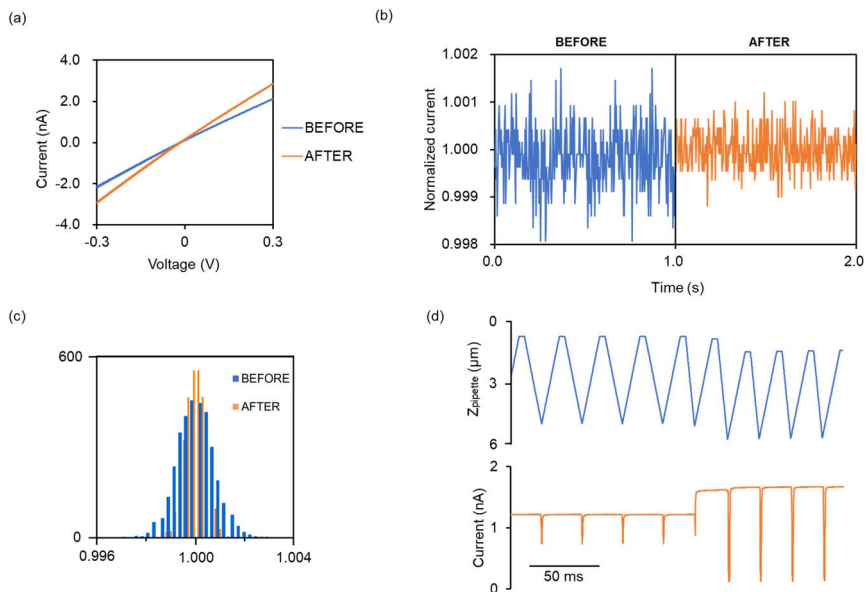 (a)
4.0
2.0
0.0
-2.0
-4.0
-0.3
0
0.3
Current (nA)
Voltage (V)
BEFORE
AFTER
(b)
BEFORE
AFTER
1.002
1.001
1.000
0.999
0.998
0.0
1.0
2.0
Normalized current
Time (s)
(c)
600
0
0.996
1.000
1.004
BEFORE
AFTER
(d)
0
3
6
Zpipette (µm)
2
1
0
Current (nA)
50 ms